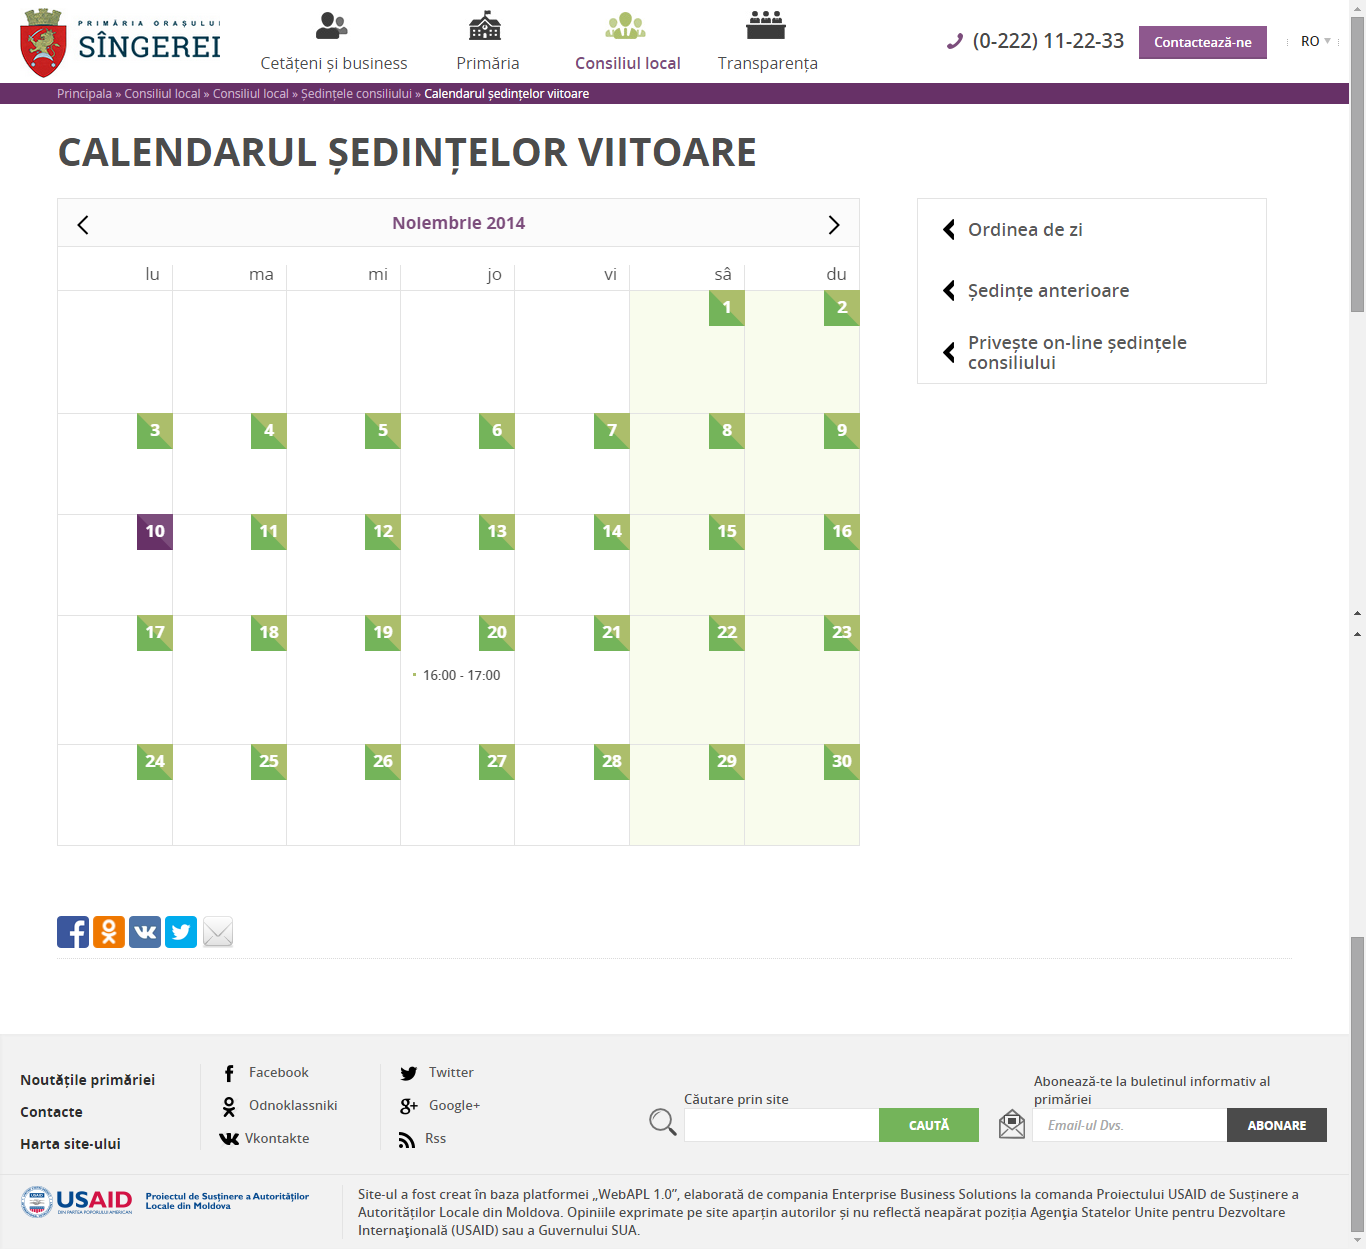 PRIMĂRIA ORAȘULUI
SÎNGEREI
Cetățeni și business
Primăria
Consiliul local
Transparența
(0-222) 11-22-33
Contactează-ne
RO
Principala » Consiliul local » Consiliul local » Ședințele consiliului » Calendarul ședințelor viitoare
CALENDARUL ȘEDINȚELOR VIITOARE
Noiembrie 2014
lu ma mi jo vi sâ du
1 2
3 4 5 6 7 8 9
10 11 12 13 14 15 16
17 18 19 20 21 22 23
16:00 - 17:00
24 25 26 27 28 29 30
Ordinea de zi
Ședințe anterioare
Privește on-line ședințele
consiliului
Noutățile primăriei
Contacte
Harta site-ului
Facebook
Odnoklassniki
Vkontakte
Twitter
Google+
Rss
Căutare prin site
CAUTĂ
Abonează-te la buletinul informativ al
primăriei
Email-ul Dvs.
ABONARE
USAID
DIN PARTEA POPORULUI AMERICAN
Proiectul de Susținere a Autorităților
Locale din Moldova
Site-ul a fost creat în baza platformei „WebAPL 1.0”, elaborată de compania Enterprise Business Solutions la comanda Proiectului USAID de Susținere a
Autorităților Locale din Moldova. Opiniile exprimate pe site aparțin autorilor și nu reflectă neapărat poziția Agenția Statelor Unite pentru Dezvoltare
Internațională (USAID) sau a Guvernului SUA.